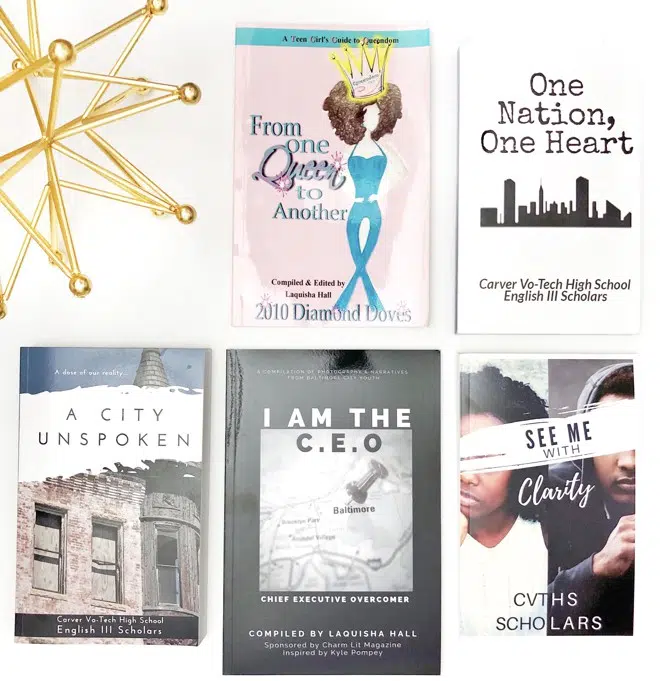 A Teen Girl's Guide to Queendom
From
one
Queen
to
Another
Compiled & Edited by
Laquisha Hall
2010 Diamond Doves
One
Nation,
One Heart
Carver Vo-Tech High School
English III Scholars
A dose of our reality...
A CITY
UNSPOKEN
Carver Vo-Tech High School
English III Scholars
A COMPILATION OF PHOTOGRAPHS & NARRATIVES
FROM BALTIMORE CITY YOUTH
I AM THE
C.E.O
Baltimore
CHIEF EXECUTIVE OVERCOMER
COMPILED BY LAQUISHA HALL
Sponsored by Charm Lit Magazine
Inspired by Kyle Pompey
SEE ME
WITH
Clarity
CVTHS
SCHOLARS